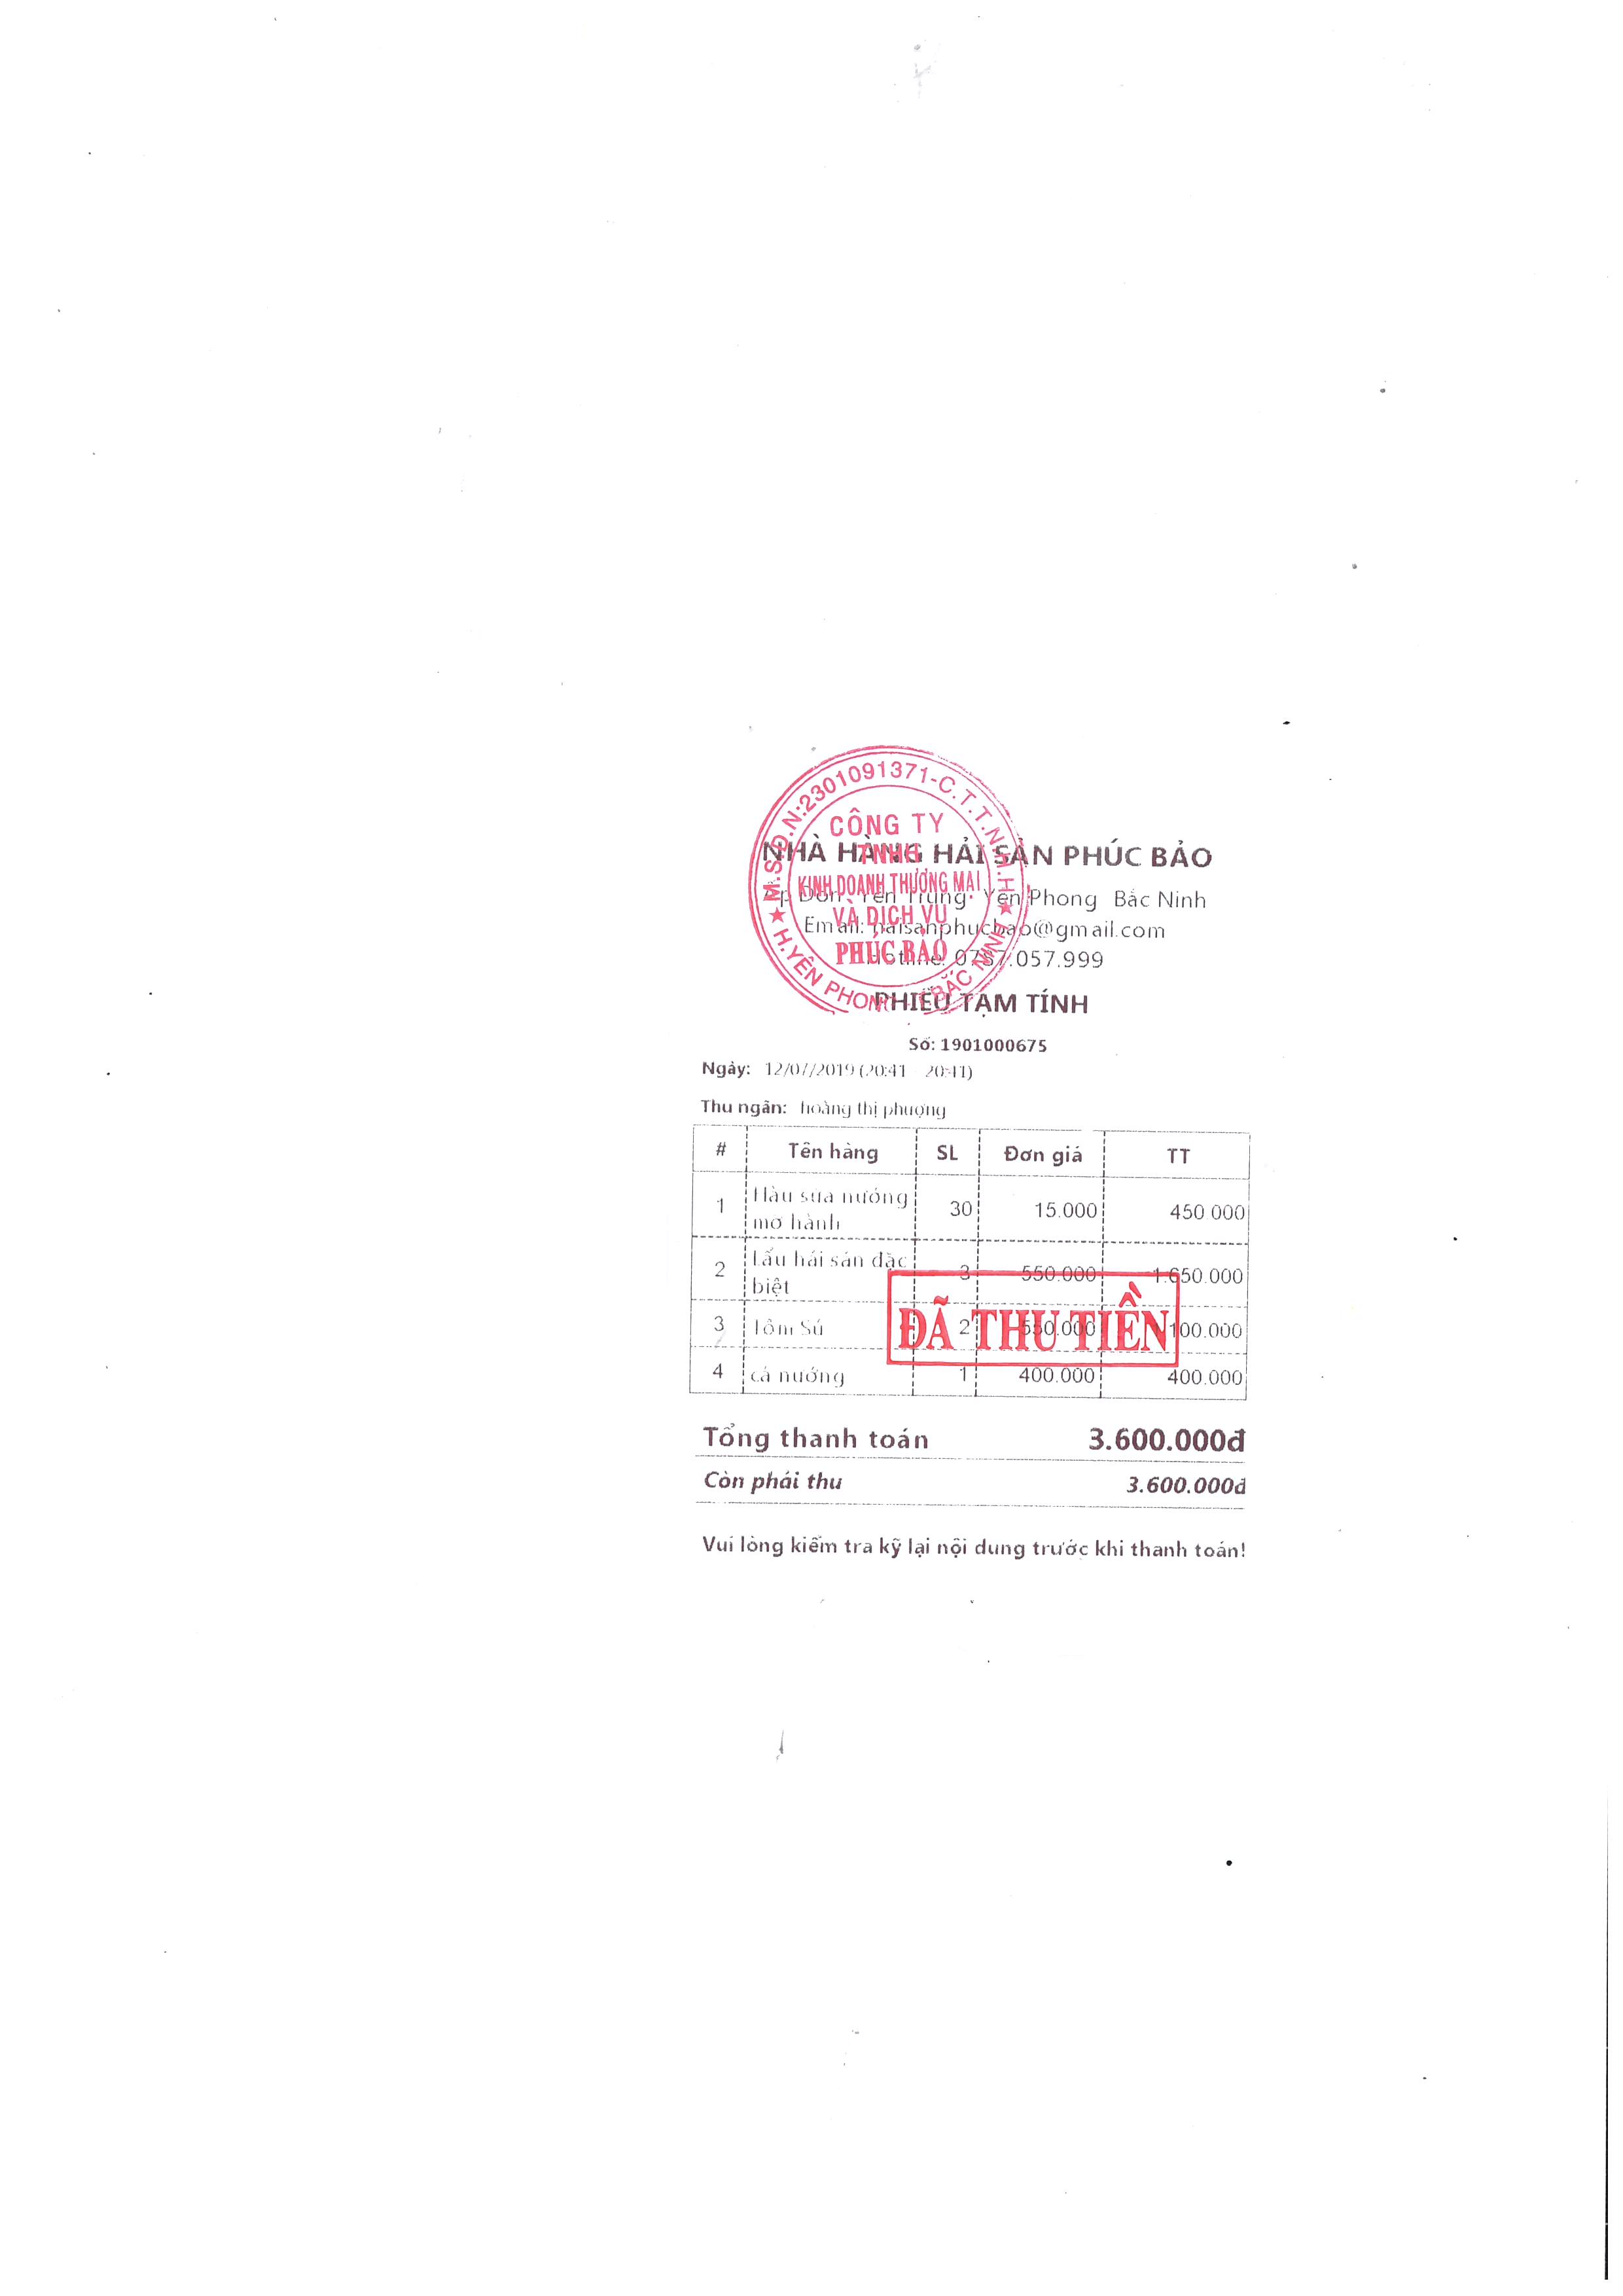 M.S.D.N:2301091371-C.T.T.N.H.H
CÔNG TY
TNHH
KINH DOANH THƯƠNG MẠI
VÀ DỊCH VỤ
PHÚC BẢO
H.YÊN PHONG BẮC NINH
NHÀ HÀNG HẢI SẢN PHÚC BẢO
Yên Trung. Yên Phong Bắc Ninh
Email: haisanphucbao@gmail.com
Hotline: 0787.057.999
PHIẾU TẠM TÍNH
Số: 1901000675
Ngày: 12/07/2019 (20:41 20:41)
Thu ngân: hoàng thị phượng
# Tên hàng SL Đơn giá TT
1 Hàu sữa nướng mơ hành 30 15.000 450 000
2 Lẩu hải sản đặc biệt 3 550.000 1.650.000
3 Tôm Sú 2 550.000 100.000
ĐÃ THU TIỀN
4 cá nướng 1 400.000 400.000
Tổng thanh toán 3.600.000đ
Còn phải thu 3.600.000đ
Vui lòng kiểm tra kỹ lại nội dung trước khi thanh toán!